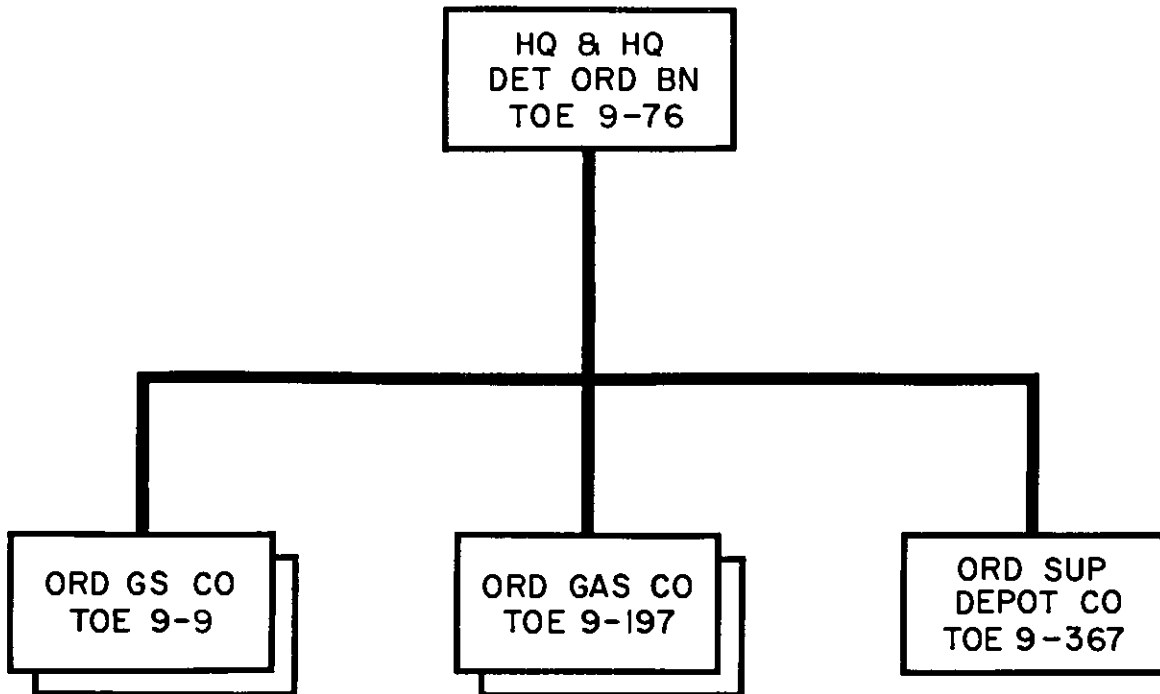 HQ & HQ
DET ORD BN
TOE 9-76
ORD GS CO
TOE 9-9
ORD GAS CO
TOE 9-197
ORD SUP
DEPOT CO
TOE 9-367